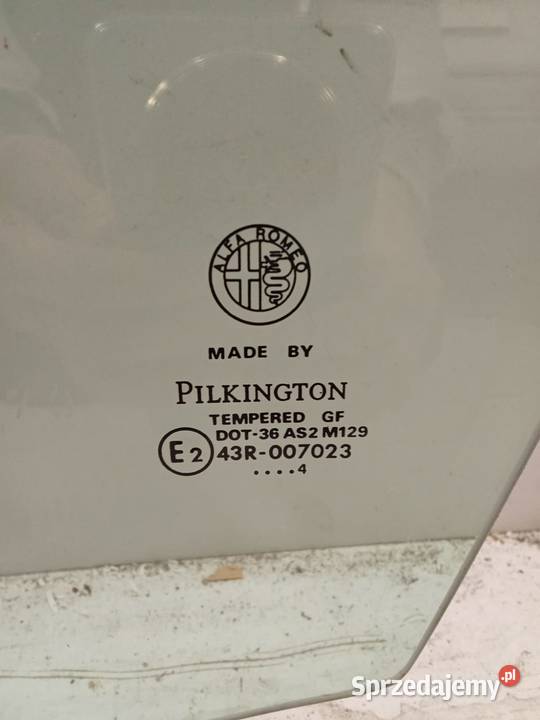 ALFA ROMEO
MADE BY
PILKINGTON
TEMPERED GF
DOT-36 AS2 M129
E2 43R-007023
....4
Sprzedajemy.pl